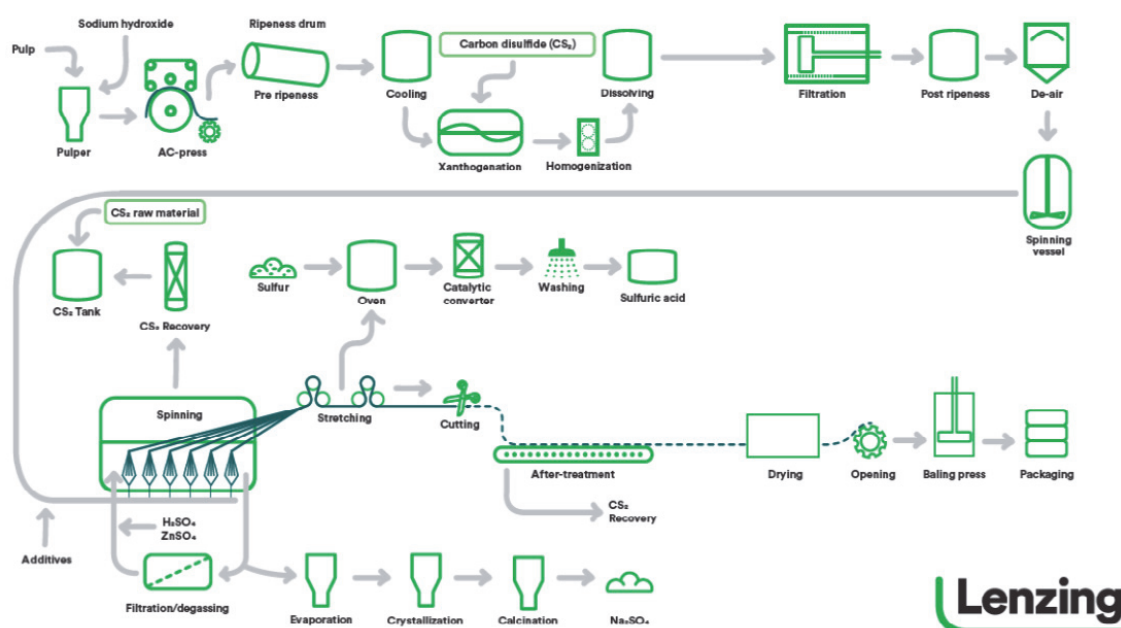 Sodium hydroxide
Pulp
Ripeness drum
Carbon disulfide (CS₂)
Pulper
AC-press
Pre ripeness
Cooling
Xanthogenation
Homogenization
Dissolving
Filtration
Post ripeness
De-air
Spinning
vessel
CS₂ raw material
CS₂ Tank
CS₂ Recovery
Sulfur
Oven
Catalytic
converter
Washing
Sulfuric acid
Spinning
Stretching
Cutting
After-treatment
CS₂
Recovery
Drying
Opening
Baling press
Packaging
H₂SO₄
ZnSO₄
Additives
Filtration/degassing
Evaporation
Crystallization
Calcination
Na₂SO₄
Lenzing